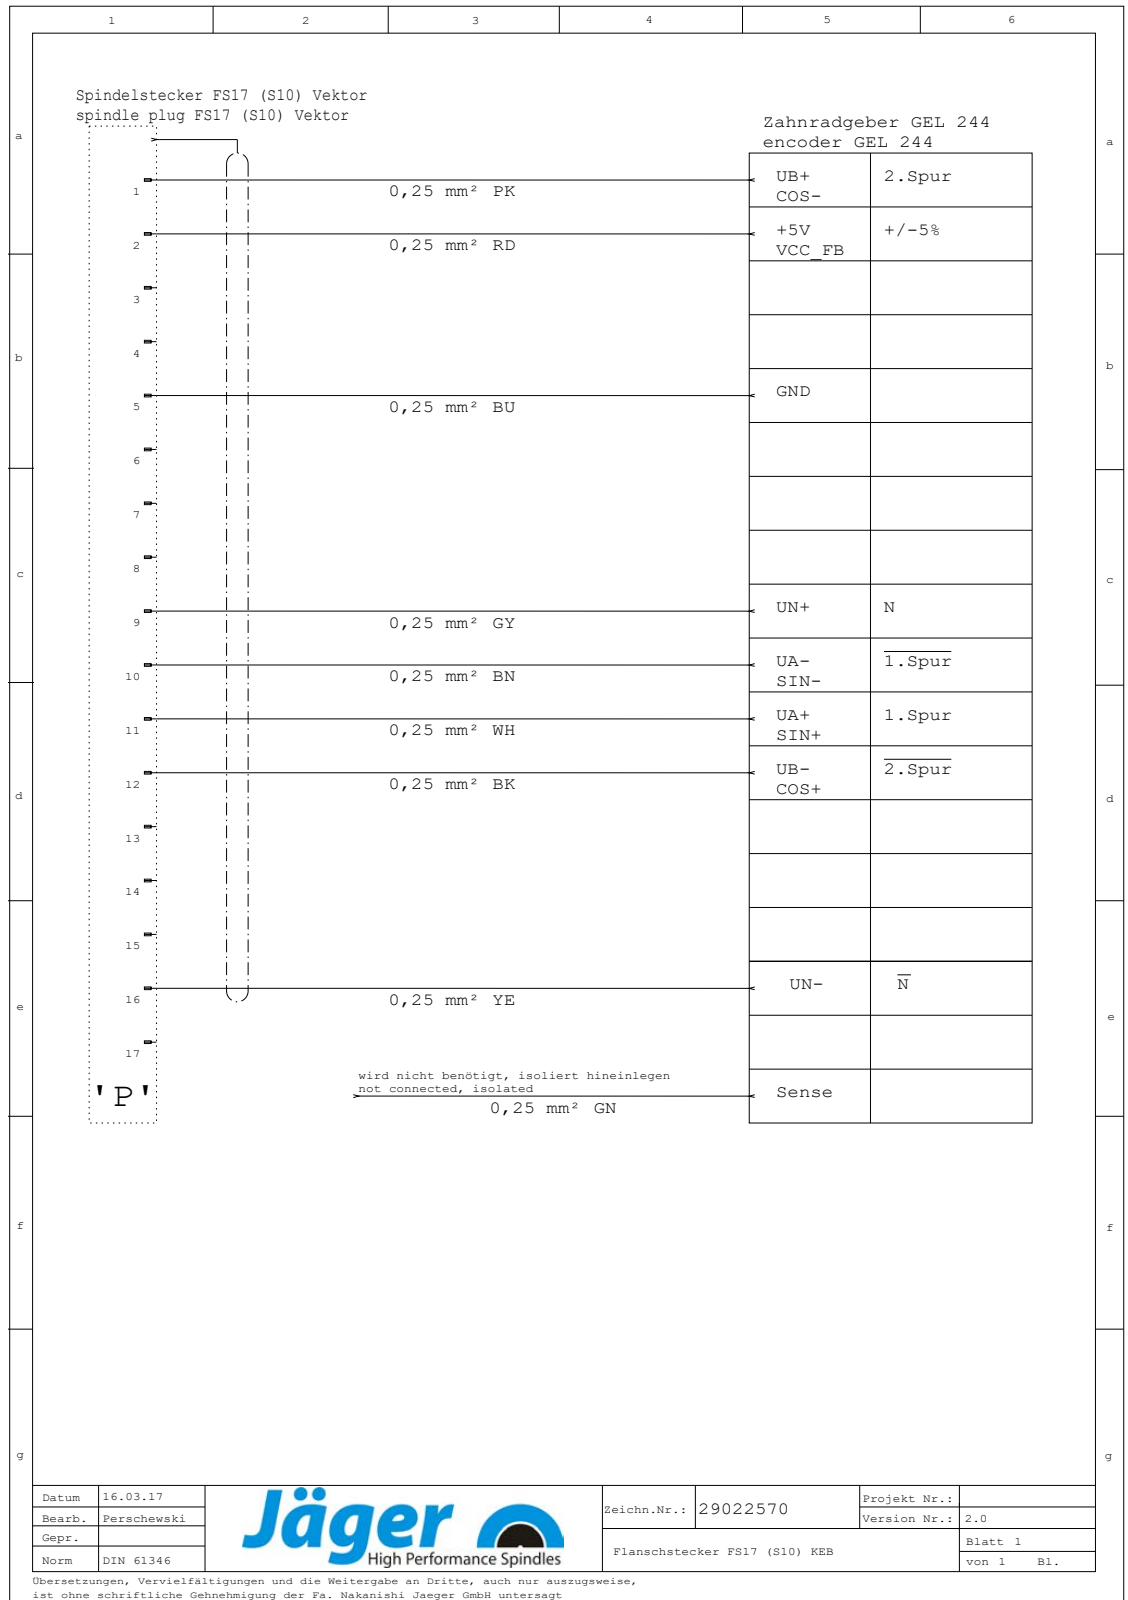 1 2 3 4 5 6
Spindelstecker FS17 (S10) Vektor
spindle plug FS17 (S10) Vektor
Zahnradgeber GEL 244
encoder GEL 244
a a
1 0,25 mm² PK UB+ 2.Spur
COS-
2 0,25 mm² RD +5V +/-5%
VCC_FB
3
4
b b
5 0,25 mm² BU GND
6
7
8
c c
9 0,25 mm² GY UN+ N
10 0,25 mm² BN UA- 1.Spur
SIN-
11 0,25 mm² WH UA+ 1.Spur
SIN+
12 0,25 mm² BK UB- 2.Spur
COS+
d d
13
14
15
16 0,25 mm² YE UN- N
e e
17
wird nicht benötigt, isoliert hineinlegen
not connected, isolated
'P' 0,25 mm² GN Sense
f f
g g
Datum 16.03.17
Bearb. Perschewski
Gepr.
Norm DIN 61346
Jäger
High Performance Spindles
Zeichn.Nr.: 29022570
Flanschstecker FS17 (S10) KEB
Projekt Nr.:
Version Nr.: 2.0
Blatt 1
von 1 Bl.
Übersetzungen, Vervielfältigungen und die Weitergabe an Dritte, auch nur auszugsweise,
ist ohne schriftliche Gehnehmigung der Fa. Nakanishi Jaeger GmbH untersagt